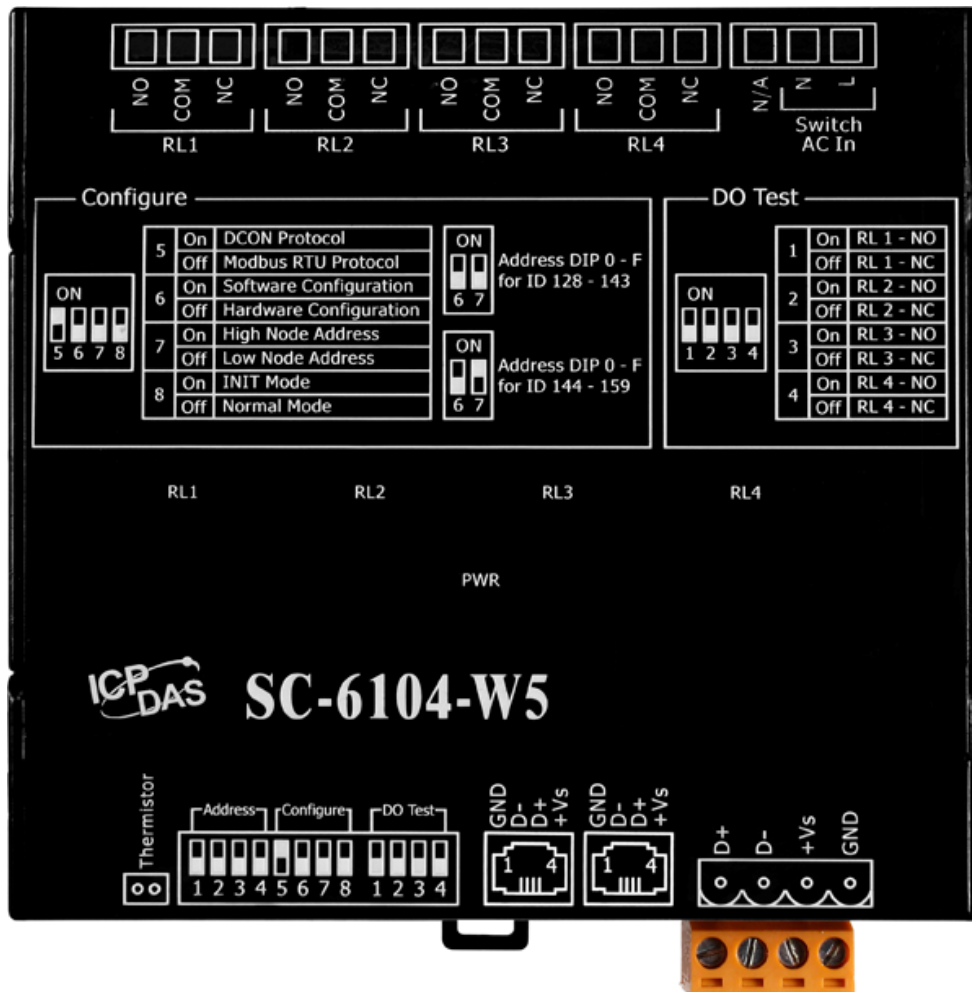 NO COM NC NO COM NC NO COM NC NO COM NC N/A N L
RL1 RL2 RL3 RL4 Switch AC In
Configure
5 On DCON Protocol
Off Modbus RTU Protocol
6 On Software Configuration
Off Hardware Configuration
7 On High Node Address
Off Low Node Address
8 On INIT Mode
Off Normal Mode
ON
5 6 7 8
ON
6 7
Address DIP 0 - F
for ID 128 - 143
ON
6 7
Address DIP 0 - F
for ID 144 - 159
DO Test
ON
1 2 3 4
1 On RL 1 - NO
Off RL 1 - NC
2 On RL 2 - NO
Off RL 2 - NC
3 On RL 3 - NO
Off RL 3 - NC
4 On RL 4 - NO
Off RL 4 - NC
RL1 RL2 RL3 RL4
PWR
ICP DAS SC-6104-W5
Thermistor
Address Configure DO Test
1 2 3 4 5 6 7 8 1 2 3 4
GND D- D+ +Vs
1 4
GND D- D+ +Vs
1 4
D+ D- +Vs GND